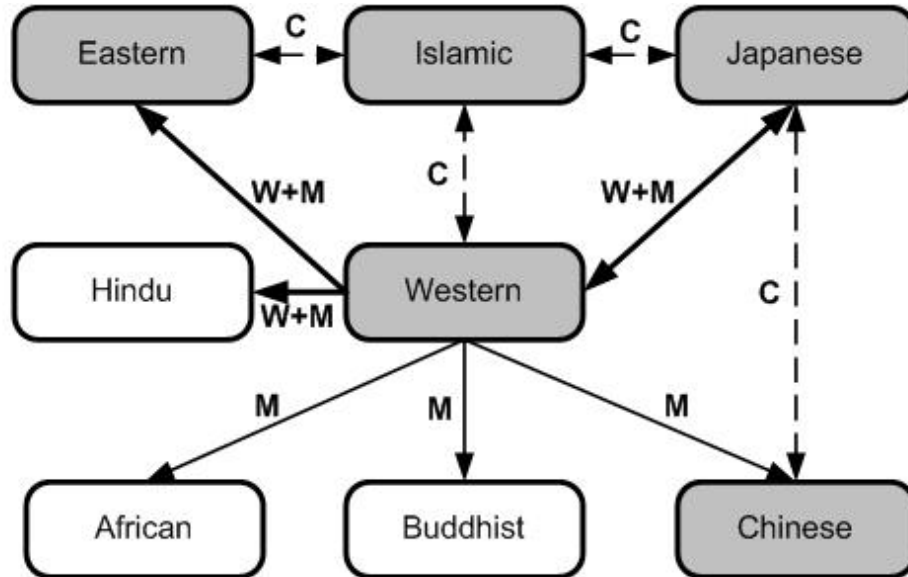 C
C
Eastern
Islamic
Japanese
C
W+M
W+M
Hindu
Western
C
W+M
M
M
M
African
Buddhist
Chinese